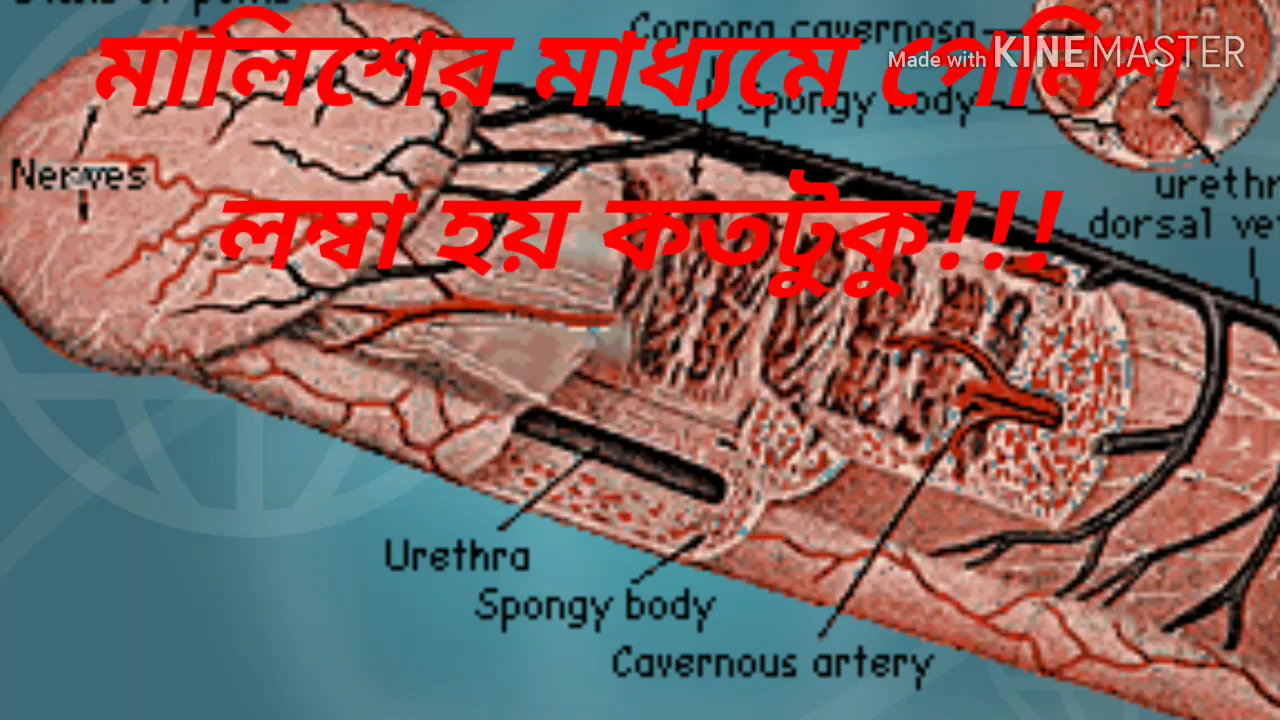 Corpora cavernosa
Made with KINEMASTER
মালিশের মাধ্যমে পেনিস
Spongy body
Nerves
urethr
dorsal ve
লম্বা হয় কতটুকু!!!
Urethra
Spongy body
Cavernous artery